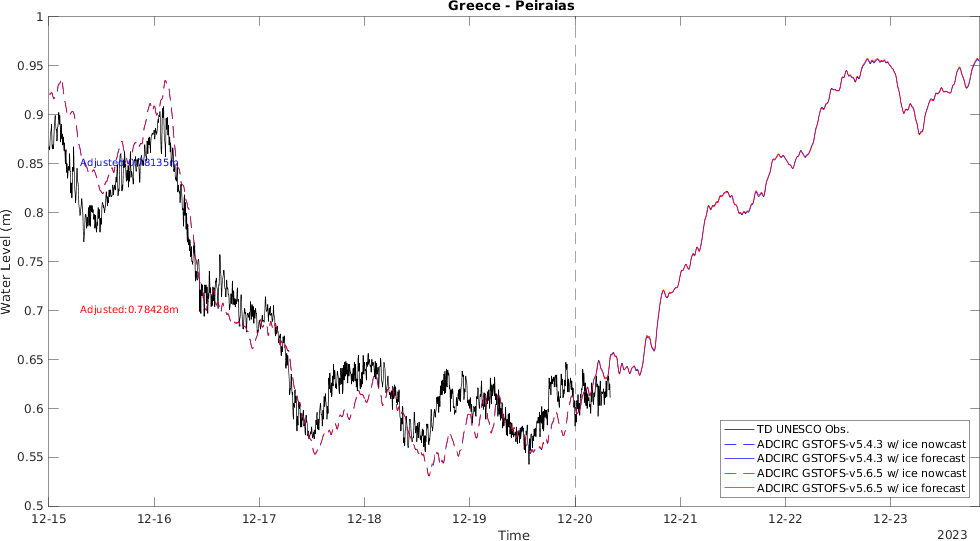 Greece - Peiraias
Water Level (m)
1
0.95
0.9
0.85
0.8
0.75
0.7
0.65
0.6
0.55
0.5
Adjusted:0.78135m
Adjusted:0.78428m
TD UNESCO Obs.
ADCIRC GSTOFS-v5.4.3 w/ ice nowcast
ADCIRC GSTOFS-v5.4.3 w/ ice forecast
ADCIRC GSTOFS-v5.6.5 w/ ice nowcast
ADCIRC GSTOFS-v5.6.5 w/ ice forecast
12-15 12-16 12-17 12-18 12-19 12-20 12-21 12-22 12-23
Time
2023